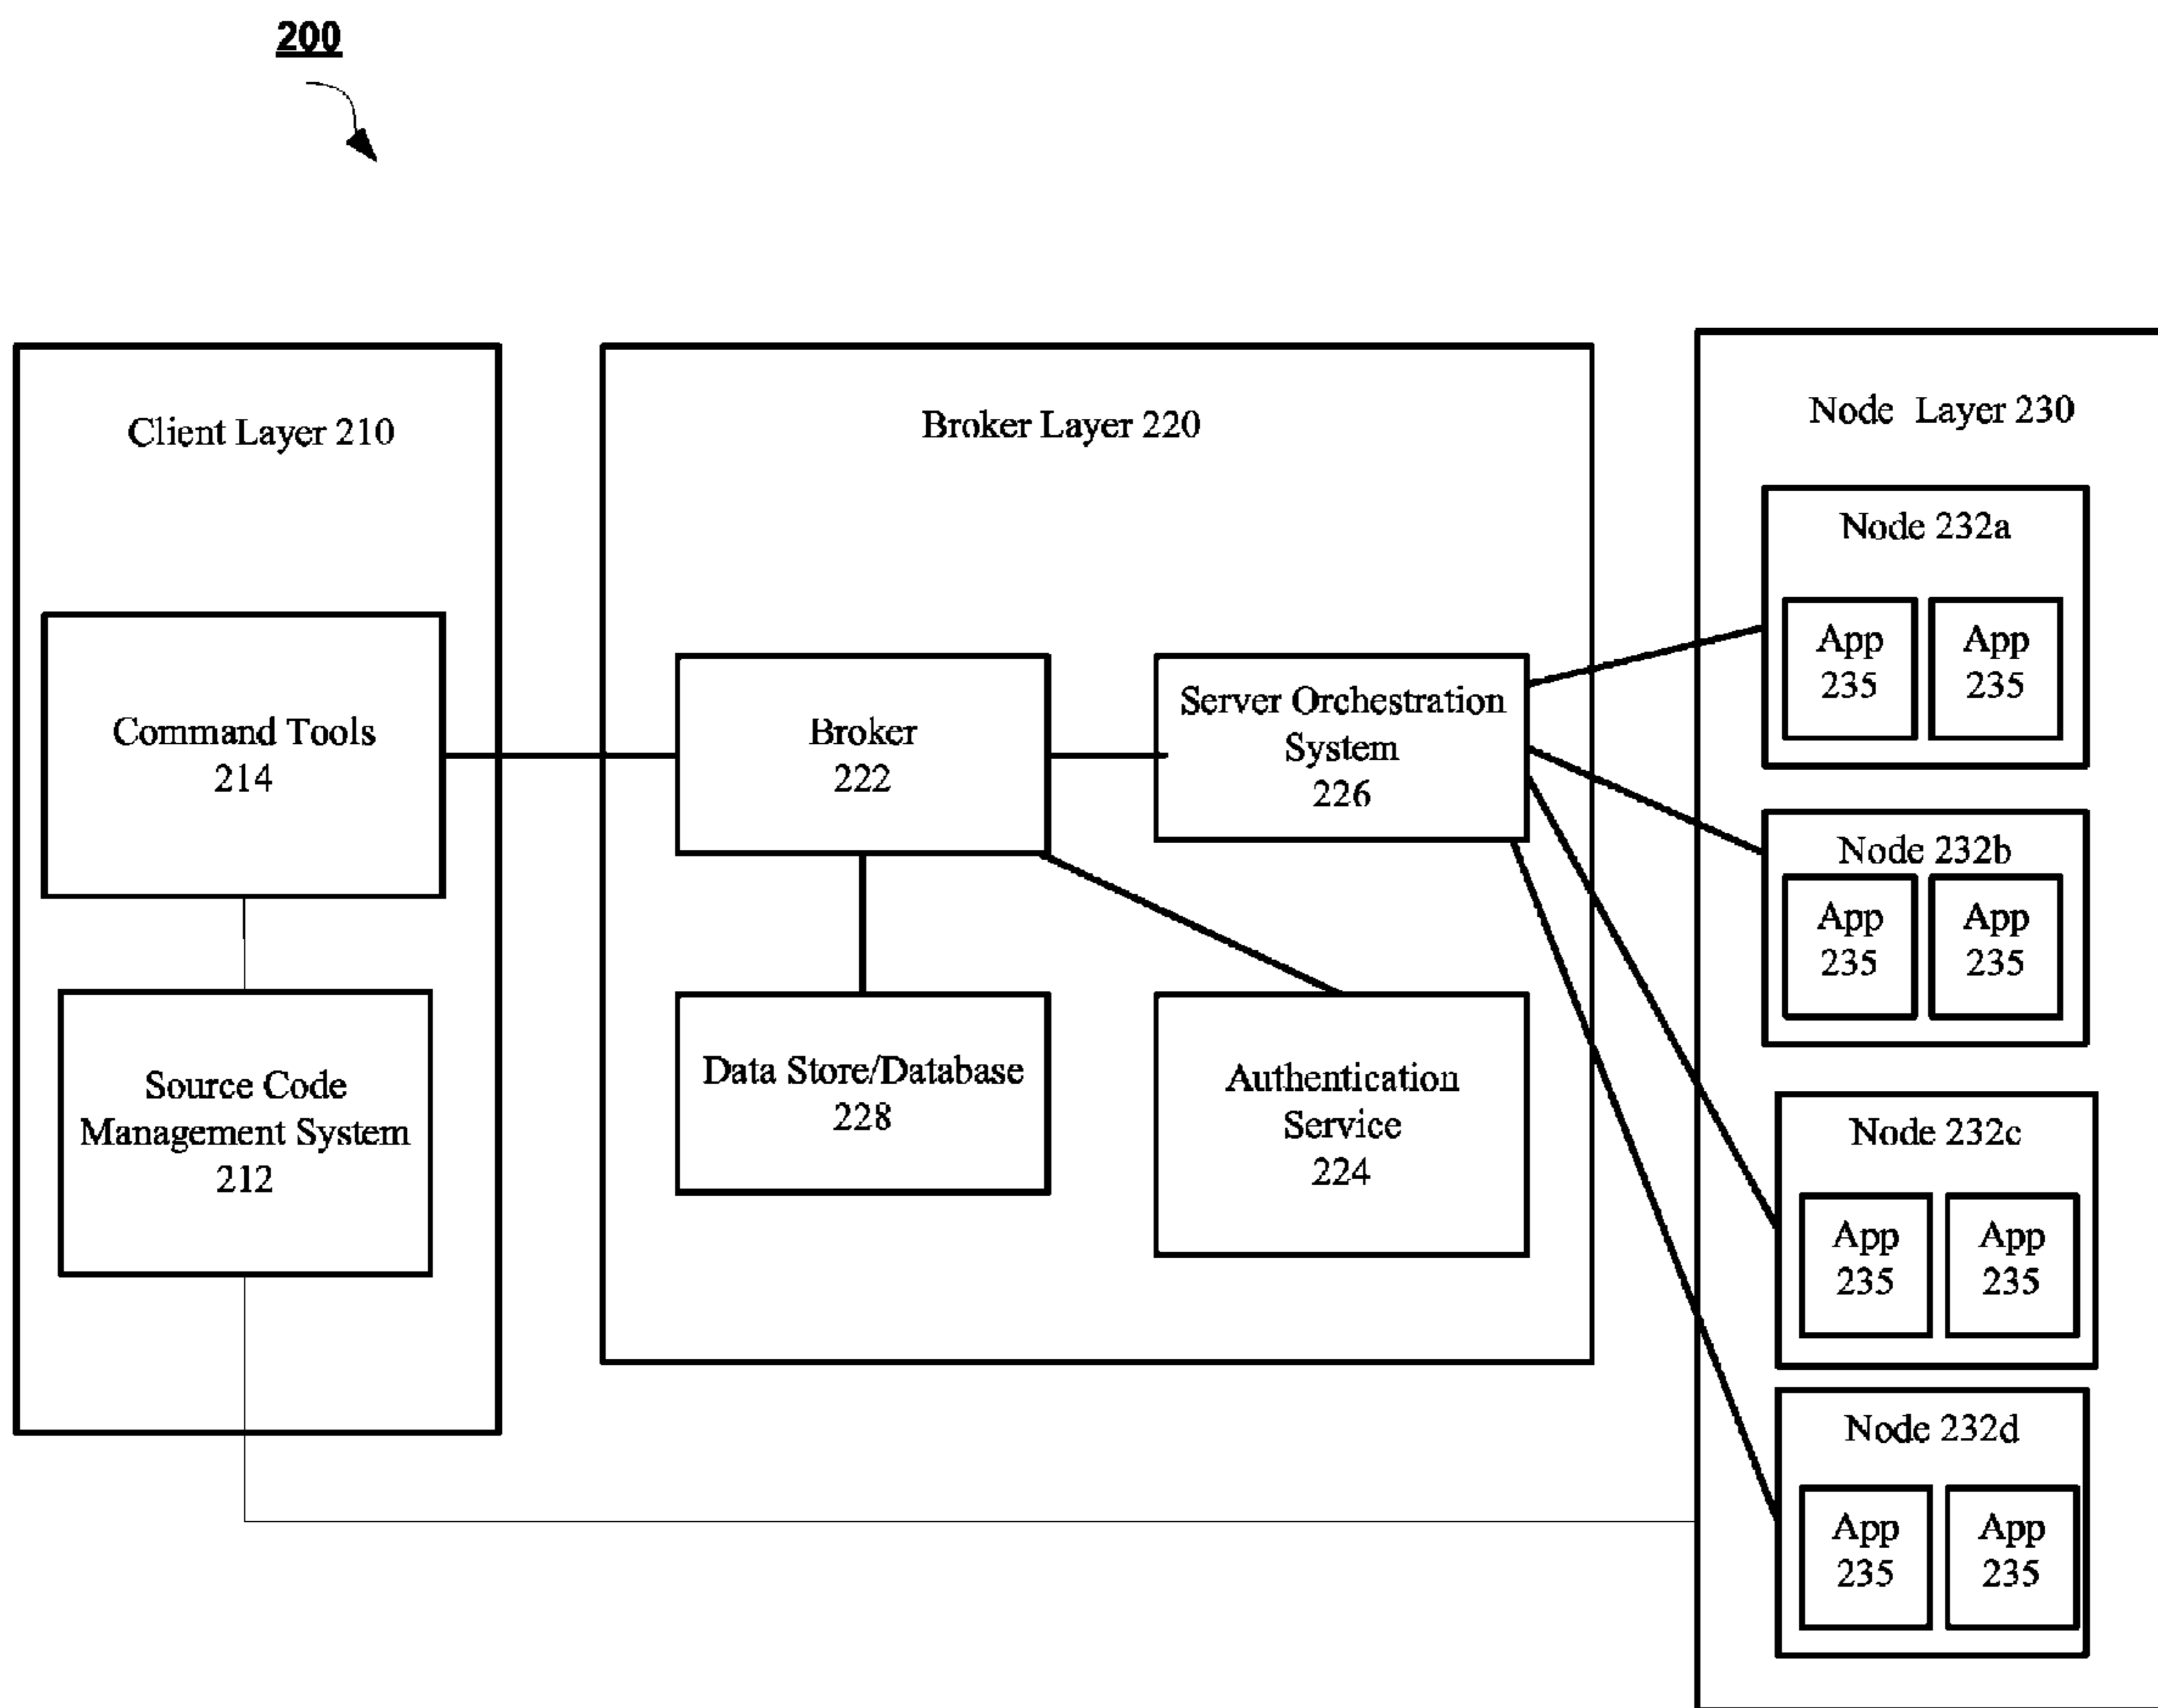 200
Client Layer 210
Command Tools
214
Source Code
Management System
212
Broker Layer 220
Broker
222
Server Orchestration
System
226
Data Store/Database
228
Authentication
Service
224
Node Layer 230
Node 232a
App
235
App
235
Node 232b
App
235
App
235
Node 232c
App
235
App
235
Node 232d
App
235
App
235